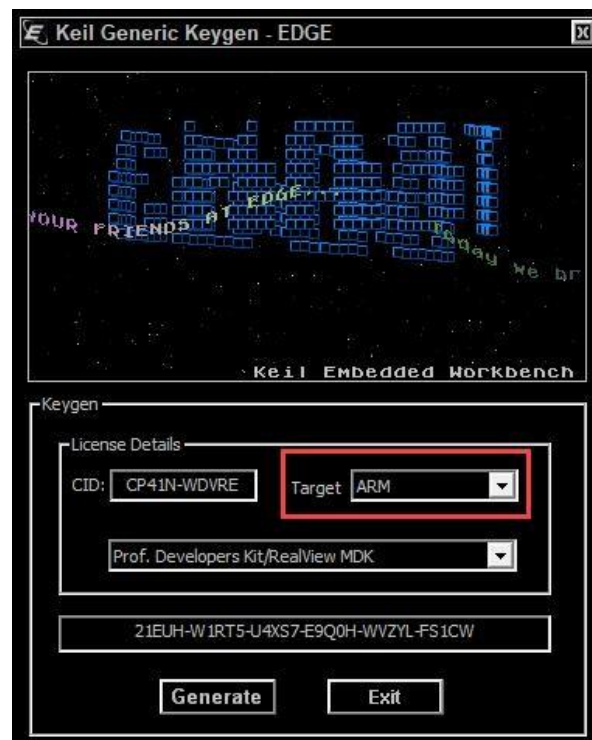 Keil Generic Keygen - EDGE
YOUR FRIENDS AT EDGE... Today we br
Keil Embedded Workbench
Keygen
License Details
CID: CP41N-WDVRE Target ARM
Prof. Developers Kit/RealView MDK
21EUH-W1RT5-U4XS7-E9Q0H-WVZYL-FS1CW
Generate Exit